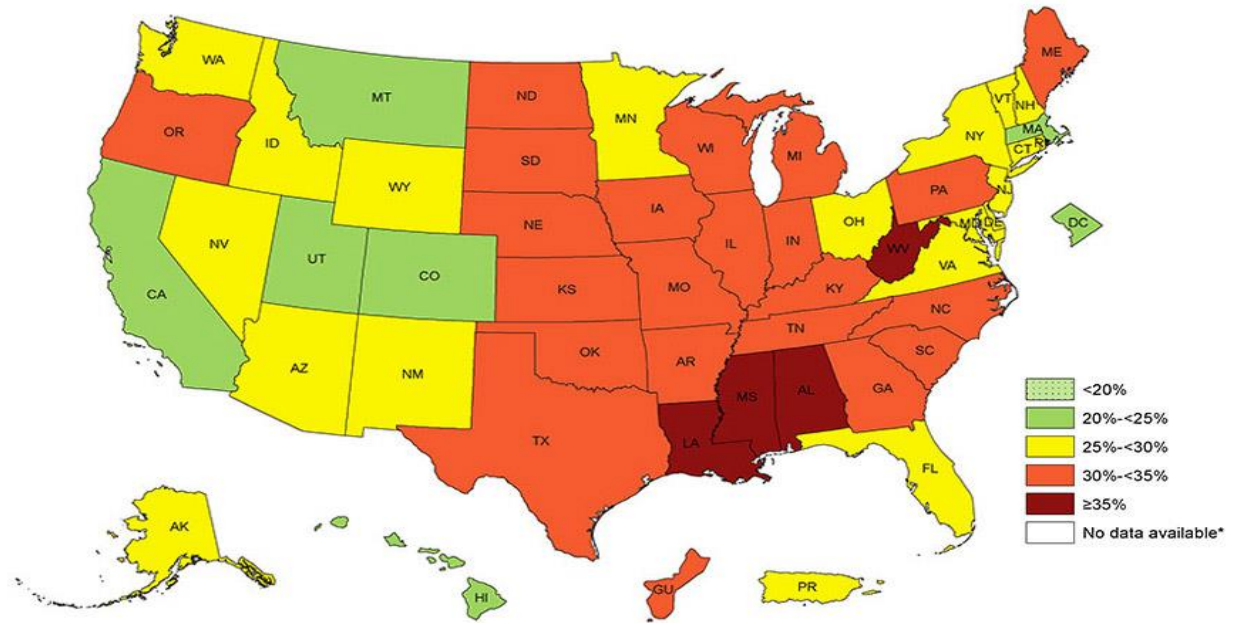 WA
MT
ND
MN
ME
VT
NH
OR
ID
SD
WI
MI
NY
MA
CT
R
WY
IA
NE
PA
NJ
NV
UT
CO
IL
IN
OH
MD
DE
DC
CA
KS
MO
WV
VA
KY
NC
TN
AZ
NM
OK
AR
SC
MS
AL
GA
TX
LA
FL
AK
HI
GU
PR
<20%
20%-<25%
25%-<30%
30%-<35%
≥35%
No data available*